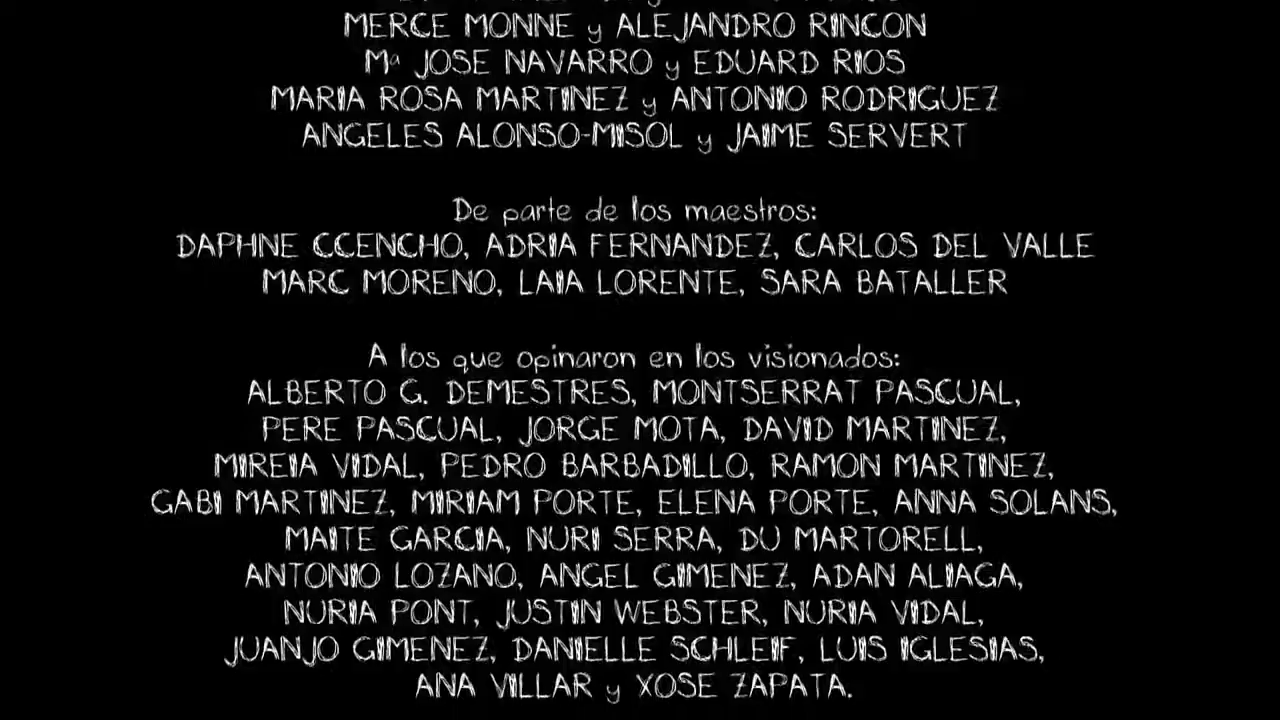 MERCE MONNE y ALEJANDRO RINCON
Mª JOSE NAVARRO y EDUARD RIOS
MARIA ROSA MARTINEZ y ANTONIO RODRIGUEZ
ANGELES ALONSO-MISOL y JAIME SERVERT
De parte de los maestros:
DAPHNE CCENCHO, ADRIA FERNANDEZ, CARLOS DEL VALLE
MARC MORENO, LAIA LORENTE, SARA BATALLER
A los que opinaron en los visionados:
ALBERTO G. DEMESTRES, MONTSERRAT PASCUAL,
PERE PASCUAL, JORGE MOTA, DAVID MARTINEZ,
MIREIA VIDAL, PEDRO BARBADILLO, RAMON MARTINEZ,
GABI MARTINEZ, MIRIAM PORTE, ELENA PORTE, ANNA SOLANS,
MAITE GARCIA, NURI SERRA, DU MARTORELL,
ANTONIO LOZANO, ANGEL GIMENEZ, ADAN ALIAGA,
NURIA PONT, JUSTIN WEBSTER, NURIA VIDAL,
JUANJO GIMENEZ, DANIELLE SCHLEIF, LUIS IGLESIAS,
ANA VILLAR y XOSE ZAPATA.